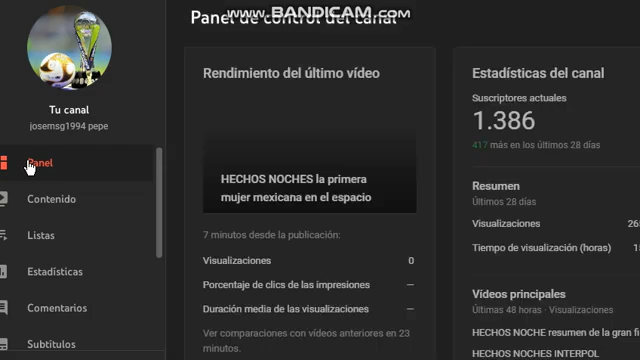 www.BANDICAM.com
Panel de control del canal
Tu canal
josemsg1994 pepe
Panel
Contenido
Listas
Estadísticas
Comentarios
Subtítulos
Rendimiento del último vídeo
HECHOS NOCHES la primera
mujer mexicana en el espacio
7 minutos desde la publicación:
Visualizaciones 0
Porcentaje de clics de las impresiones —
Duración media de las visualizaciones: —
Ver comparaciones con vídeos anteriores en 23
minutos.
Estadísticas del canal
Suscriptores actuales
1.386
417 más en los últimos 28 días
Resumen
Últimos 28 días
Visualizaciones 265
Tiempo de visualización (horas)
Vídeos principales
Últimas 48 horas · Visualizaciones
HECHOS NOCHE resumen de la gran fi
HECHOS NOCHES INTERPOL